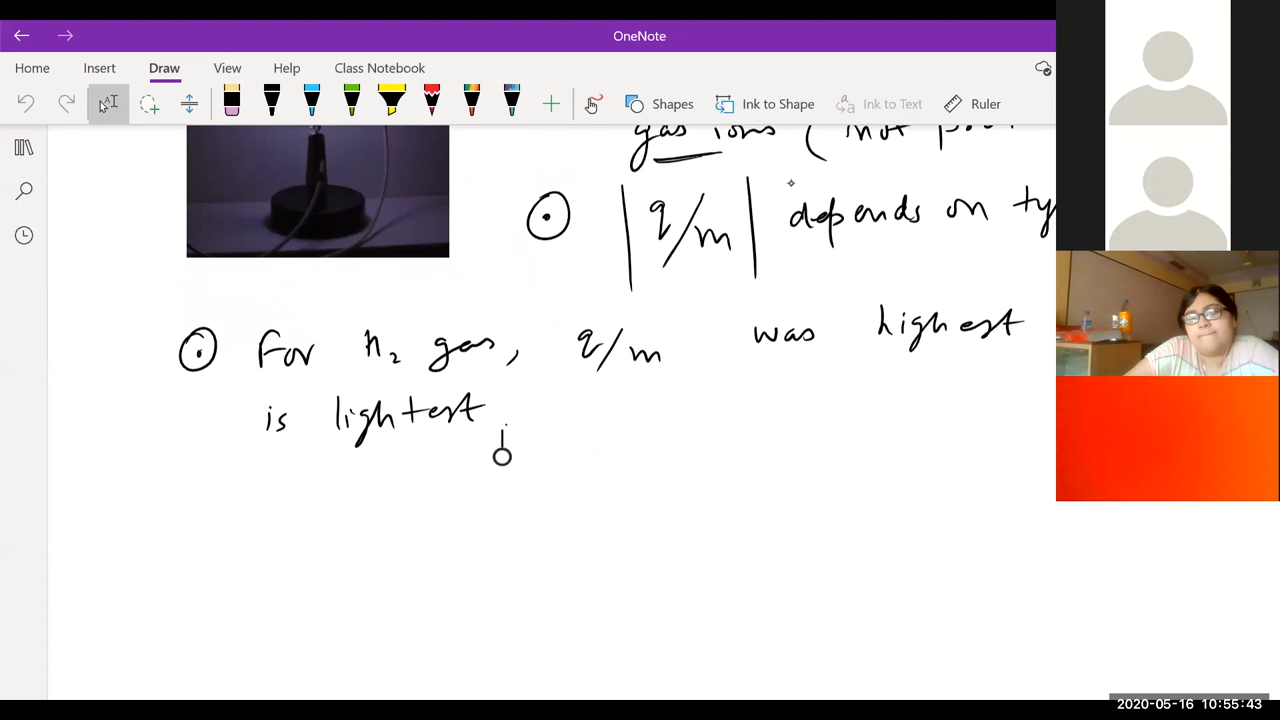 OneNote
Home Insert Draw View Help Class Notebook
Shapes Ink to Shape Ink to Text Ruler
gas ions ( not
|q/m| depends on ty
For H2 gas, q/m was highest
is lightest.
2020-05-16 10:55:43